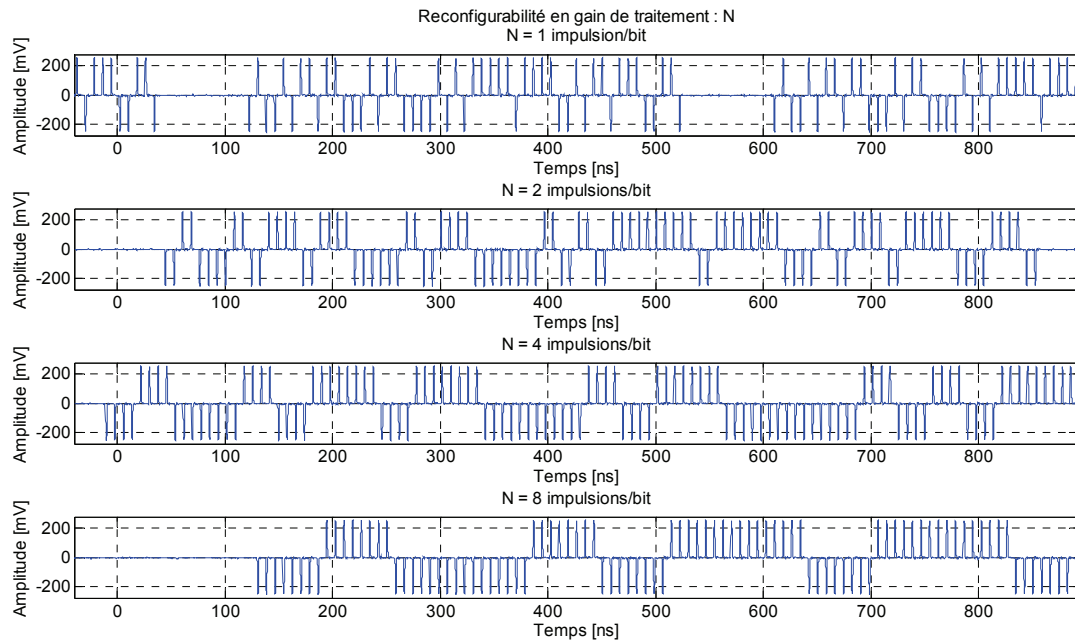 Reconfigurabilité en gain de traitement : N
N = 1 impulsion/bit
Amplitude [mV]
200
0
-200
0 100 200 300 400 500 600 700 800
Temps [ns]
N = 2 impulsions/bit
Amplitude [mV]
200
0
-200
0 100 200 300 400 500 600 700 800
Temps [ns]
N = 4 impulsions/bit
Amplitude [mV]
200
0
-200
0 100 200 300 400 500 600 700 800
Temps [ns]
N = 8 impulsions/bit
Amplitude [mV]
200
0
-200
0 100 200 300 400 500 600 700 800
Temps [ns]